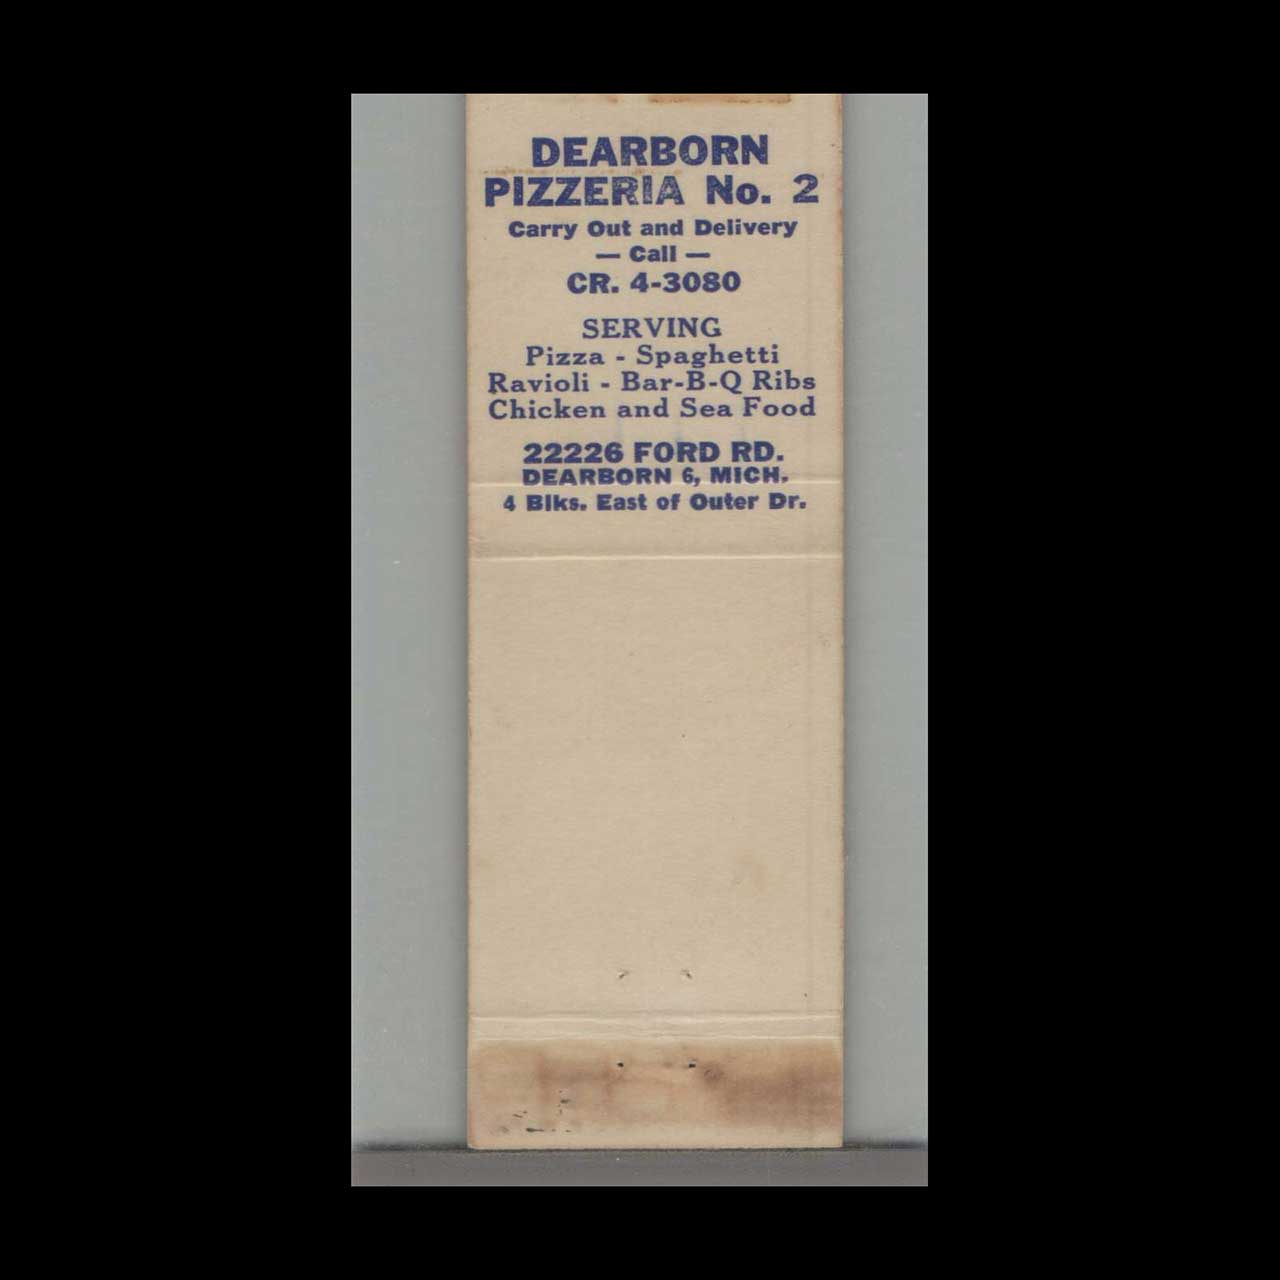 DEARBORN
PIZZERIA No. 2
Carry Out and Delivery
— Call —
CR. 4-3080
SERVING
Pizza - Spaghetti
Ravioli - Bar-B-Q Ribs
Chicken and Sea Food
22226 FORD RD.
DEARBORN 6, MICH.
4 Blks. East of Outer Dr.